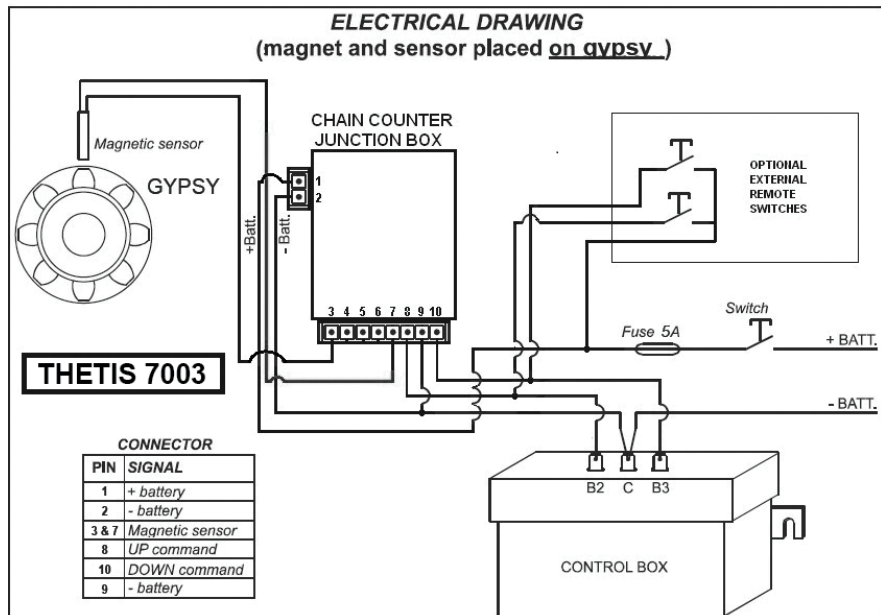 ELECTRICAL DRAWING
(magnet and sensor placed on gypsy )
Magnetic sensor
GYPSY
CHAIN COUNTER
JUNCTION BOX
1
2
+Batt.
- Batt.
3 4 5 6 7 8 9 10
OPTIONAL
EXTERNAL
REMOTE
SWITCHES
Fuse 5A
Switch
+ BATT.
- BATT.
THETIS 7003
B2 C B3
CONTROL BOX
CONNECTOR
PIN SIGNAL
1 + battery
2 - battery
3 & 7 Magnetic sensor
8 UP command
10 DOWN command
9 - battery